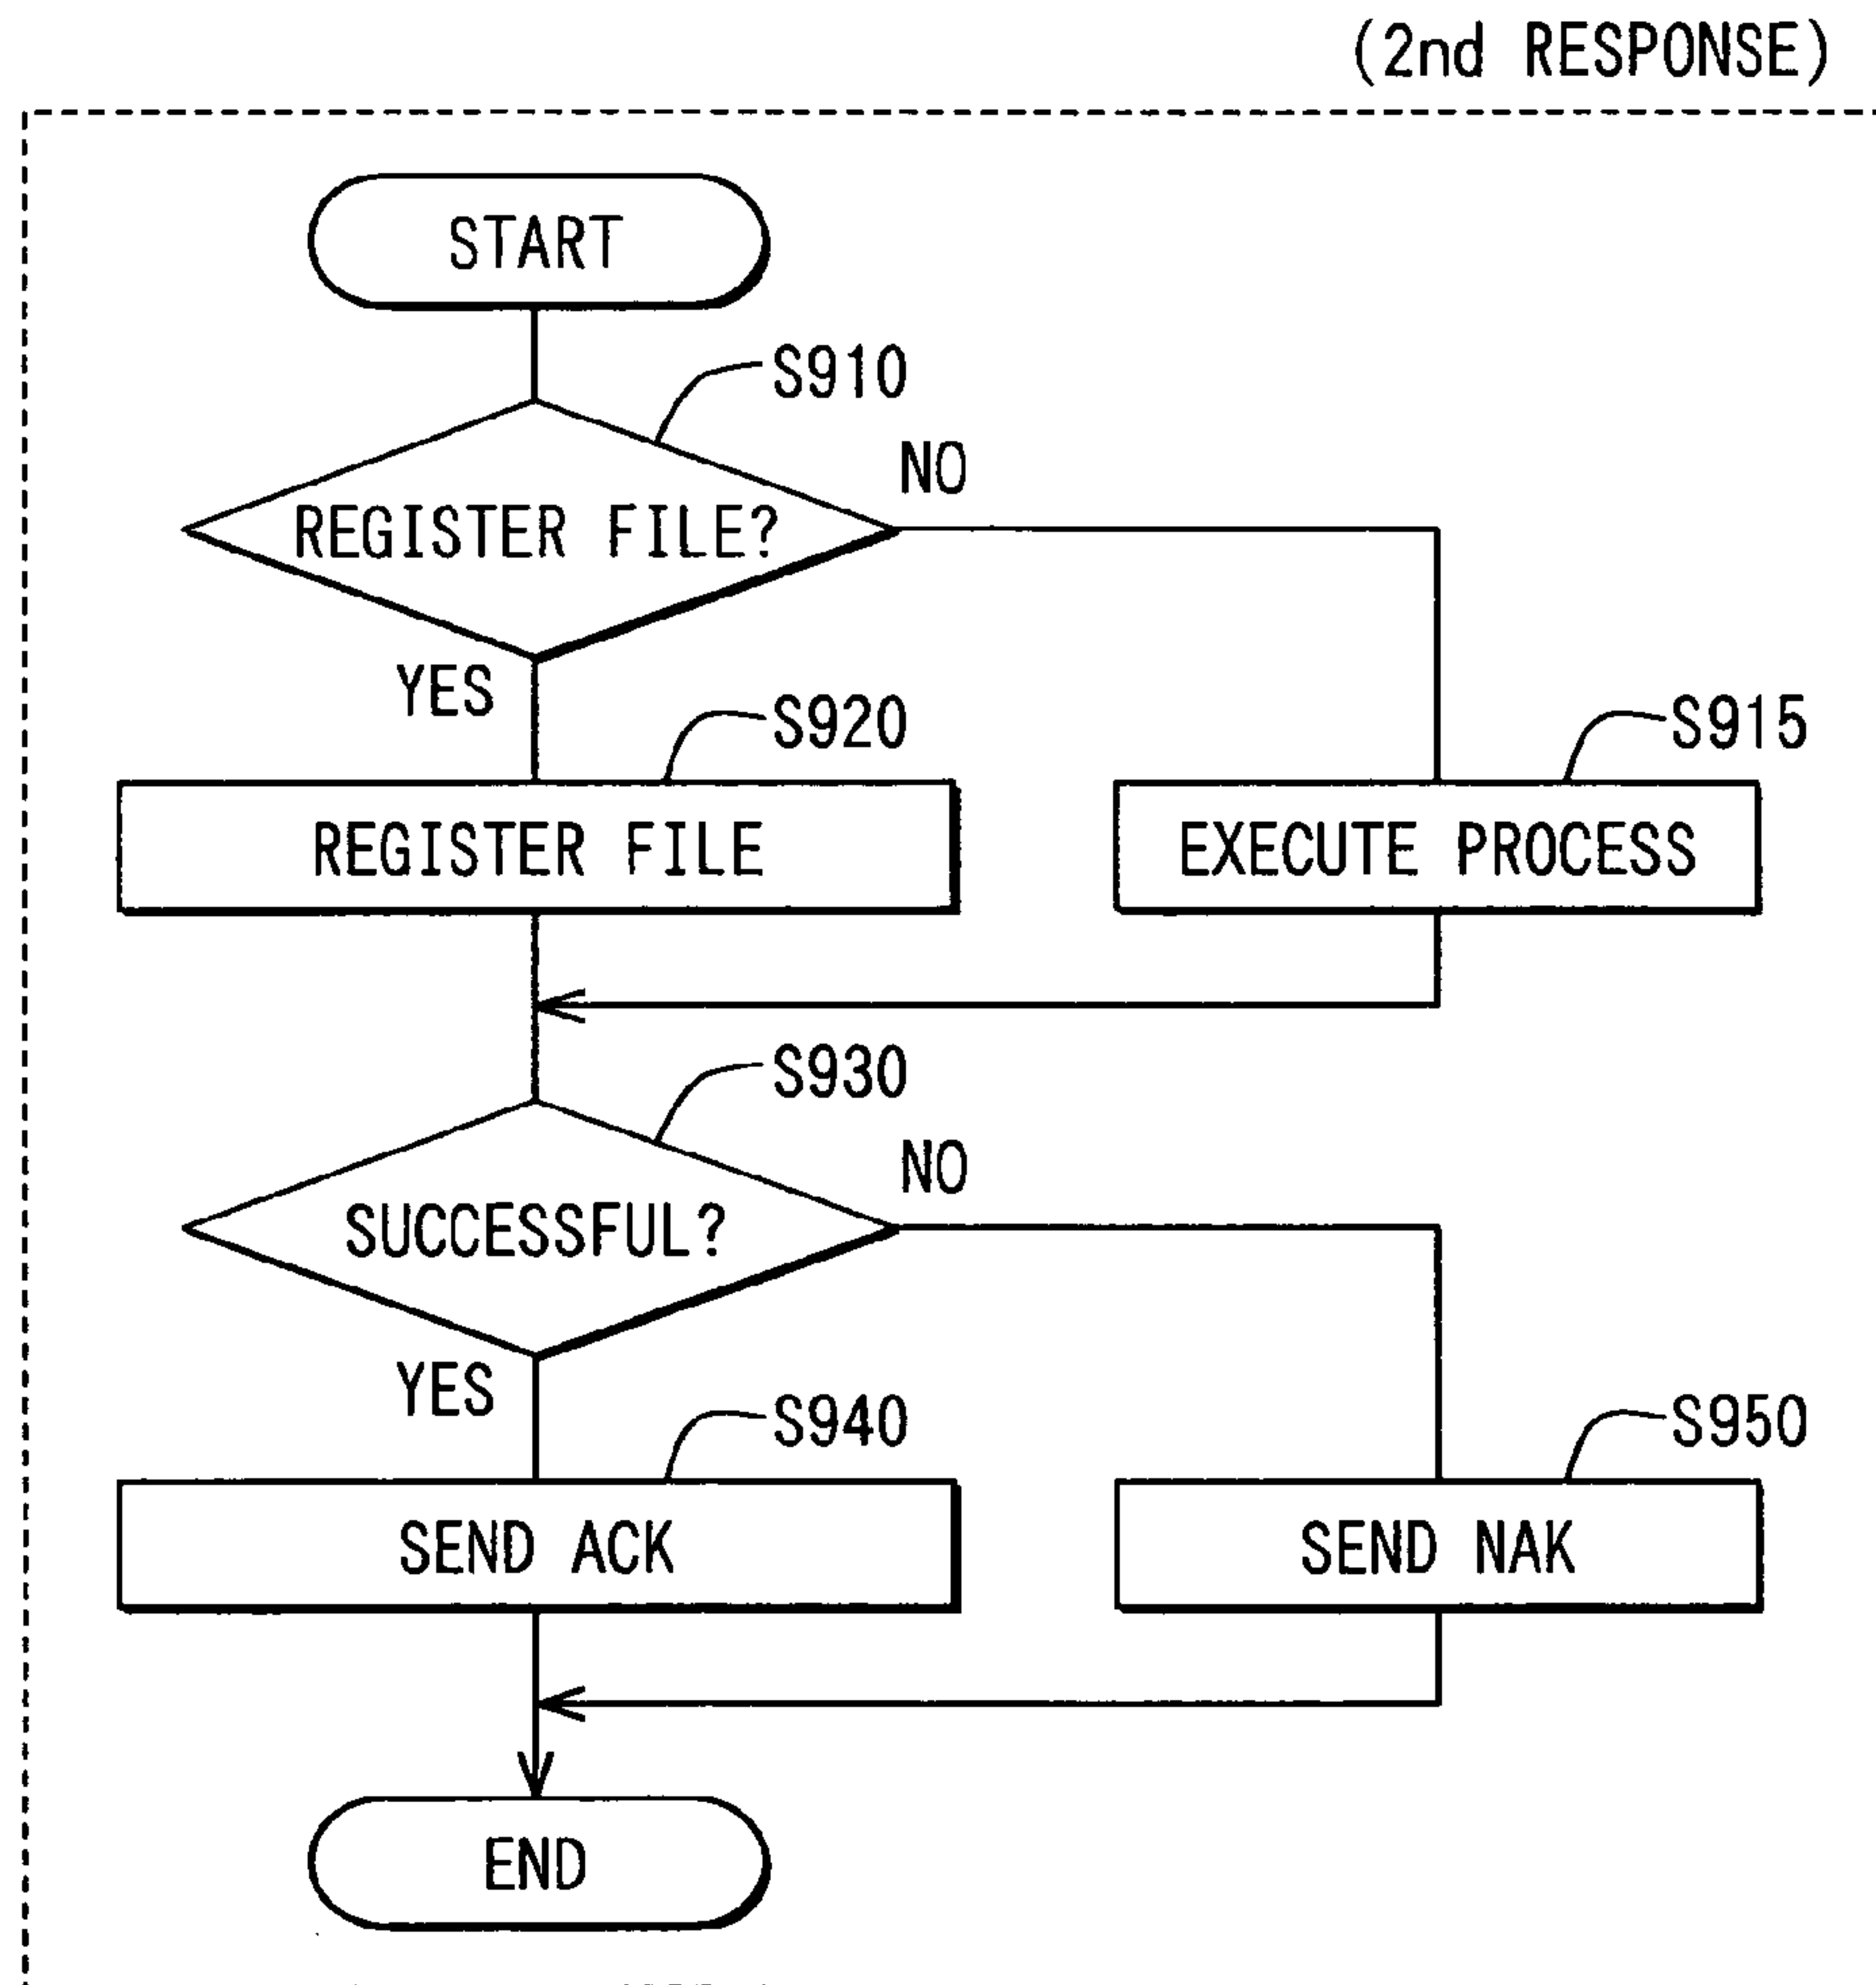 (2nd RESPONSE)
START
S910
NO
REGISTER FILE?
YES
S920
S915
REGISTER FILE
EXECUTE PROCESS
S930
NO
SUCCESSFUL?
YES
S940
S950
SEND ACK
SEND NAK
END